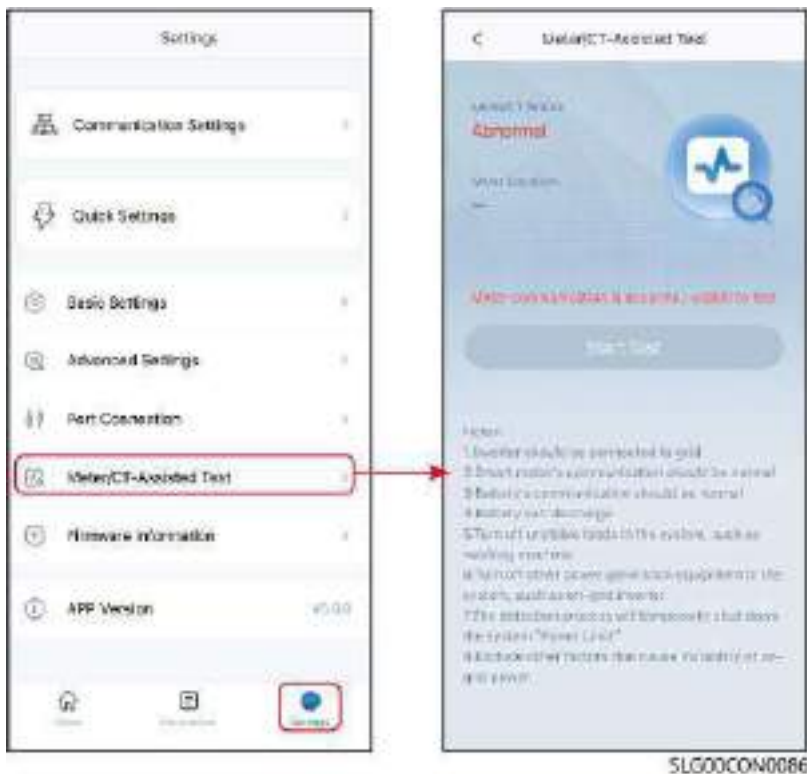 Settings
Communication Settings
Quick Settings
Basic Settings
Advanced Settings
Port Connection
Meter/CT-Assisted Test
Firmware Information
APP Version
Settings
Meter/CT-Assisted Test
Abnormal
Start Test
Notes:
1.Inverter should be connected to grid
2.Smart meter's communication should be normal
3.Battery's communication should be normal
4.Battery can discharge
5.Turn off unstable loads in the system, such as
machine
6.Turn off other power generation equipment in the
system, such as on-grid inverter
7.The detection process will temporarily shut down
the system "Power Limit"
8.Exclude other factors that cause instability of on-
grid power
SLG00CON0086